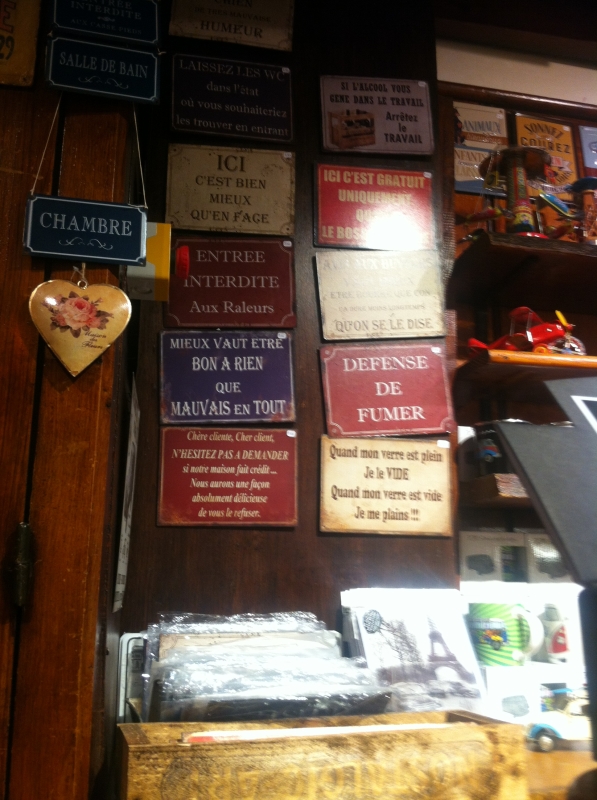 ENTREE
INTERDITE
SALLE DE BAIN
CHAMBRE
HUMEUR
LAISSEZ LES WC
dans l'état
où vous souhaiteriez
les trouver en entrant
ICI
C'EST BIEN
MIEUX
QU'EN FACE
ENTREE
INTERDITE
Aux Raleurs
MIEUX VAUT ETRE
BON A RIEN
QUE
MAUVAIS EN TOUT
Chère cliente, Cher client,
N'HESITEZ PAS A DEMANDER
si notre maison fait crédit ...
Nous aurons une façon
absolument délicieuse
de vous le refuser.
SI L'ALCOOL VOUS
GENE DANS LE TRAVAIL
Arrêtez
le
TRAVAIL
ICI C'EST GRATUIT
UNIQUEMENT
LE
QU'ON SE LE DISE
DEFENSE
DE
FUMER
Quand mon verre est plein
Je le VIDE
Quand mon verre est vide
Je me plains !!!
ANIMAUX
SONNEZ